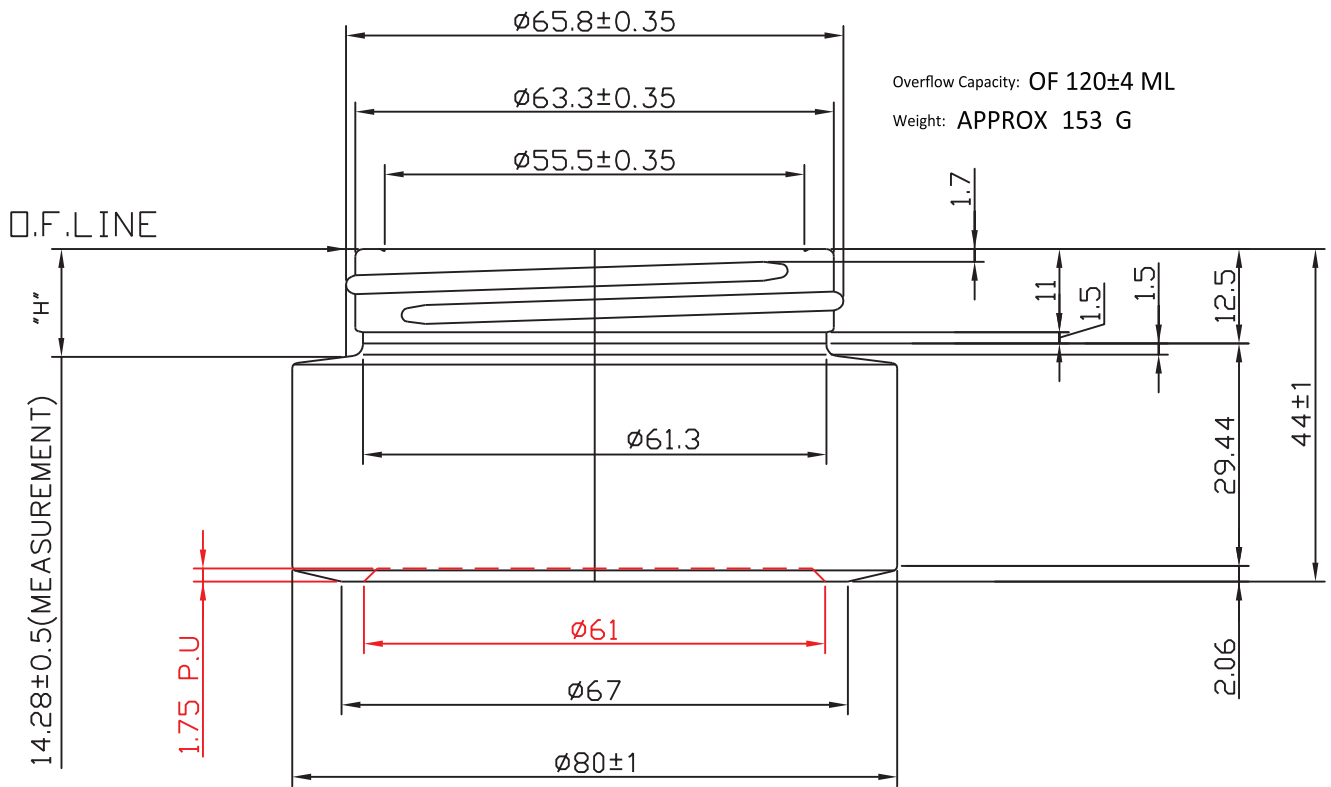 Ø65.8±0.35
Overflow Capacity: OF 120±4 ML
Ø63.3±0.35
Weight: APPROX 153 G
Ø55.5±0.35
1.7
O.F.LINE
"H"
14.28±0.5(MEASUREMENT)
11
1.5
1.5
12.5
44±1
Ø61.3
29.44
1.75 P.U
Ø61
2.06
Ø67
Ø80±1